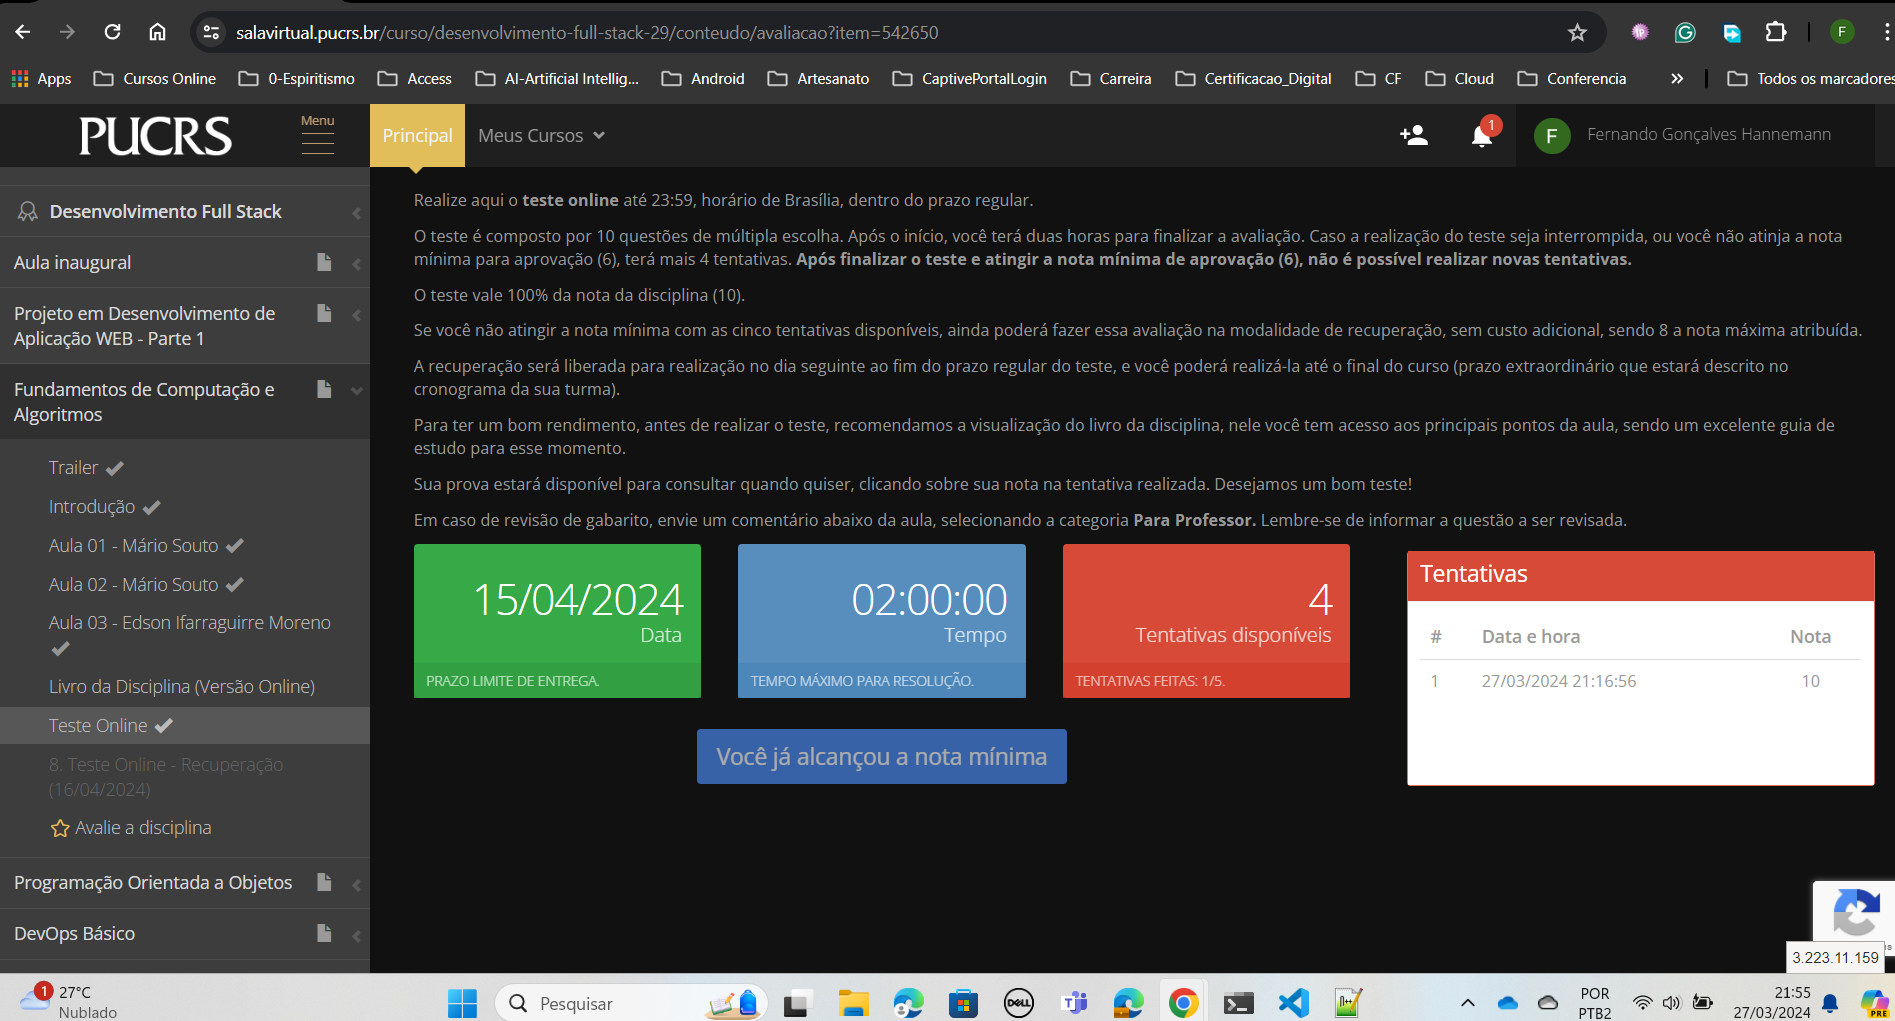 salavirtual.pucrs.br/curso/desenvolvimento-full-stack-29/conteudo/avaliacao?item=542650
F
Apps
Cursos Online
0-Espiritismo
Access
AI-Artificial Intellig...
Android
Artesanato
CaptivePortalLogin
Carreira
Certificacao_Digital
CF
Cloud
Conferencia
»
Todos os marcadores
PUCRS
Menu
Principal
Meus Cursos
1
F
Fernando Gonçalves Hannemann
Desenvolvimento Full Stack
Aula inaugural
Projeto em Desenvolvimento de
Aplicação WEB - Parte 1
Fundamentos de Computação e
Algoritmos
Trailer
Introdução
Aula 01 - Mário Souto
Aula 02 - Mário Souto
Aula 03 - Edson Ifarraguirre Moreno
Livro da Disciplina (Versão Online)
Teste Online
8. Teste Online - Recuperação
(16/04/2024)
Avalie a disciplina
Programação Orientada a Objetos
DevOps Básico
Realize aqui o teste online até 23:59, horário de Brasília, dentro do prazo regular.
O teste é composto por 10 questões de múltipla escolha. Após o início, você terá duas horas para finalizar a avaliação. Caso a realização do teste seja interrompida, ou você não atinja a nota
mínima para aprovação (6), terá mais 4 tentativas. Após finalizar o teste e atingir a nota mínima de aprovação (6), não é possível realizar novas tentativas.
O teste vale 100% da nota da disciplina (10).
Se você não atingir a nota mínima com as cinco tentativas disponíveis, ainda poderá fazer essa avaliação na modalidade de recuperação, sem custo adicional, sendo 8 a nota máxima atribuída.
A recuperação será liberada para realização no dia seguinte ao fim do prazo regular do teste, e você poderá realizá-la até o final do curso (prazo extraordinário que estará descrito no
cronograma da sua turma).
Para ter um bom rendimento, antes de realizar o teste, recomendamos a visualização do livro da disciplina, nele você tem acesso aos principais pontos da aula, sendo um excelente guia de
estudo para esse momento.
Sua prova estará disponível para consultar quando quiser, clicando sobre sua nota na tentativa realizada. Desejamos um bom teste!
Em caso de revisão de gabarito, envie um comentário abaixo da aula, selecionando a categoria Para Professor. Lembre-se de informar a questão a ser revisada.
15/04/2024
Data
PRAZO LIMITE DE ENTREGA.
02:00:00
Tempo
TEMPO MÁXIMO PARA RESOLUÇÃO.
4
Tentativas disponíveis
TENTATIVAS FEITAS: 1/5.
Tentativas
# Data e hora Nota
1 27/03/2024 21:16:56 10
Você já alcançou a nota mínima
3.223.11.159
1
27°C
Nublado
Pesquisar
DELL
POR
PTB2
21:55
27/03/2024
PRE